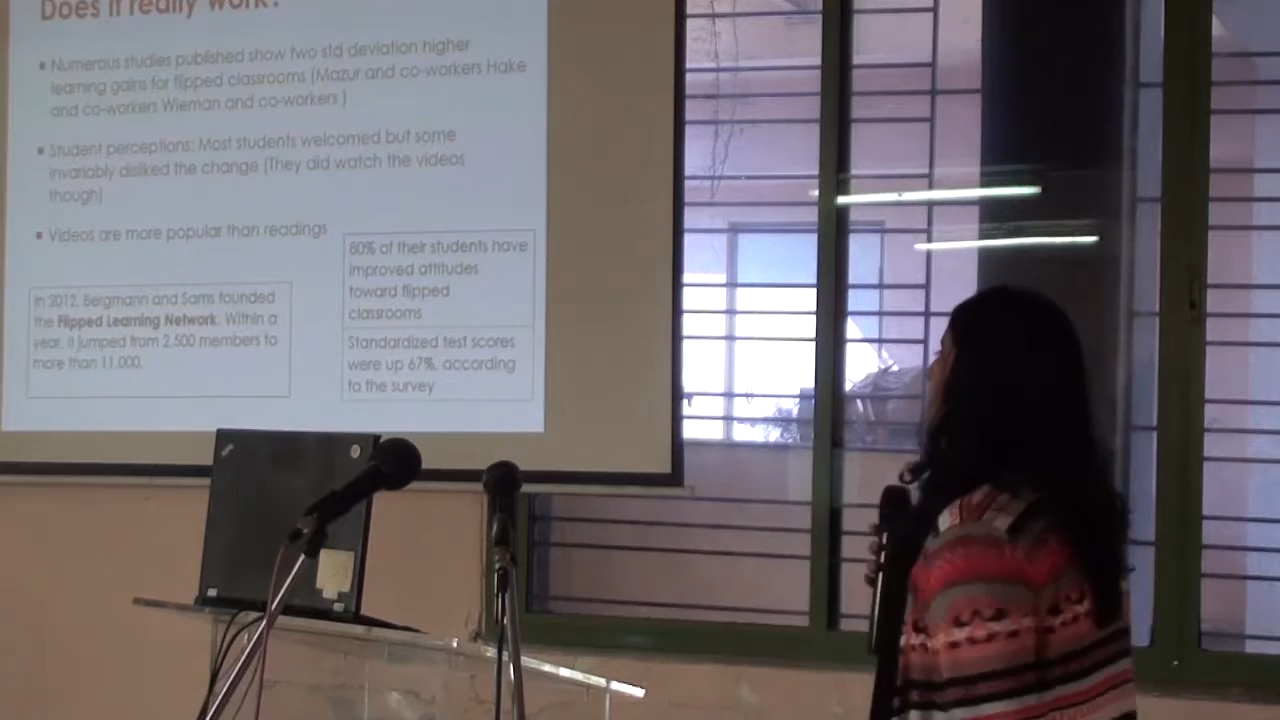 Does it really work?
Numerous studies published show two std deviation higher
learning gains for flipped classrooms (Mazur and co-workers Hake
and co-workers Wieman and co-workers )
Student perceptions: Most students welcomed but some
invariably disliked the change (They did watch the videos
though)
Videos are more popular than readings
80% of their students have
improved attitudes
toward flipped
classrooms
Standardized test scores
were up 67%, according
to the survey
In 2012, Bergmann and Sams founded
the Flipped Learning Network. Within a
year, it jumped from 2,500 members to
more than 11,000.